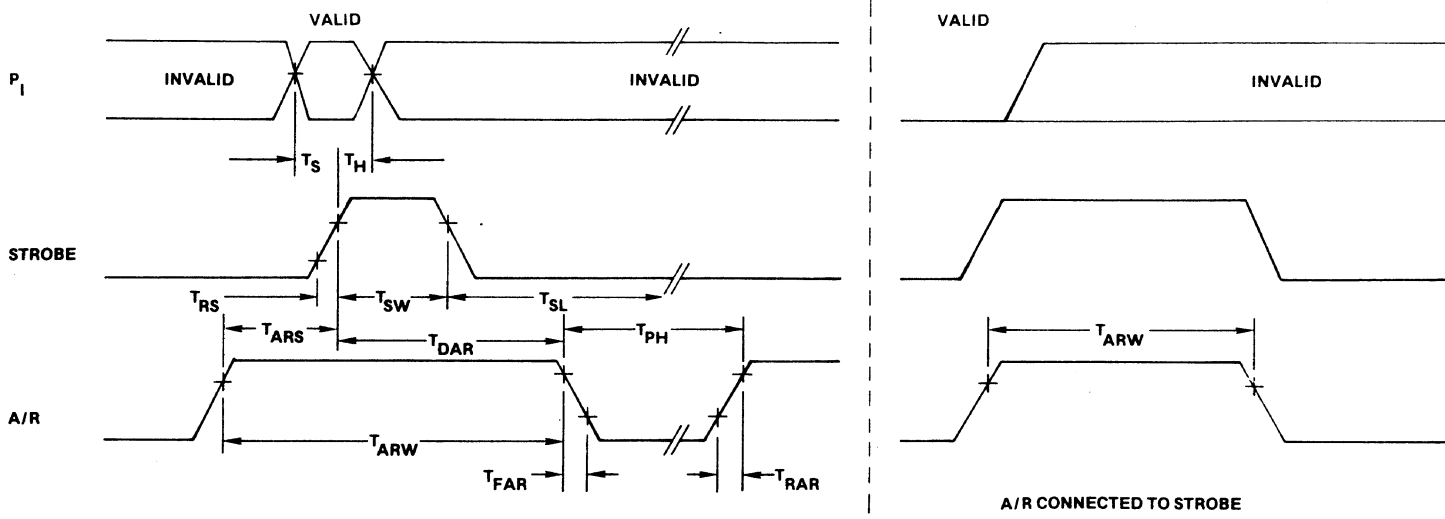 VALID
VALID
P_I
INVALID
INVALID
INVALID
T_S
T_H
STROBE
T_RS
T_SW
T_SL
T_ARS
T_DAR
T_PH
T_ARW
A/R
T_ARW
T_FAR
T_RAR
A/R CONNECTED TO STROBE